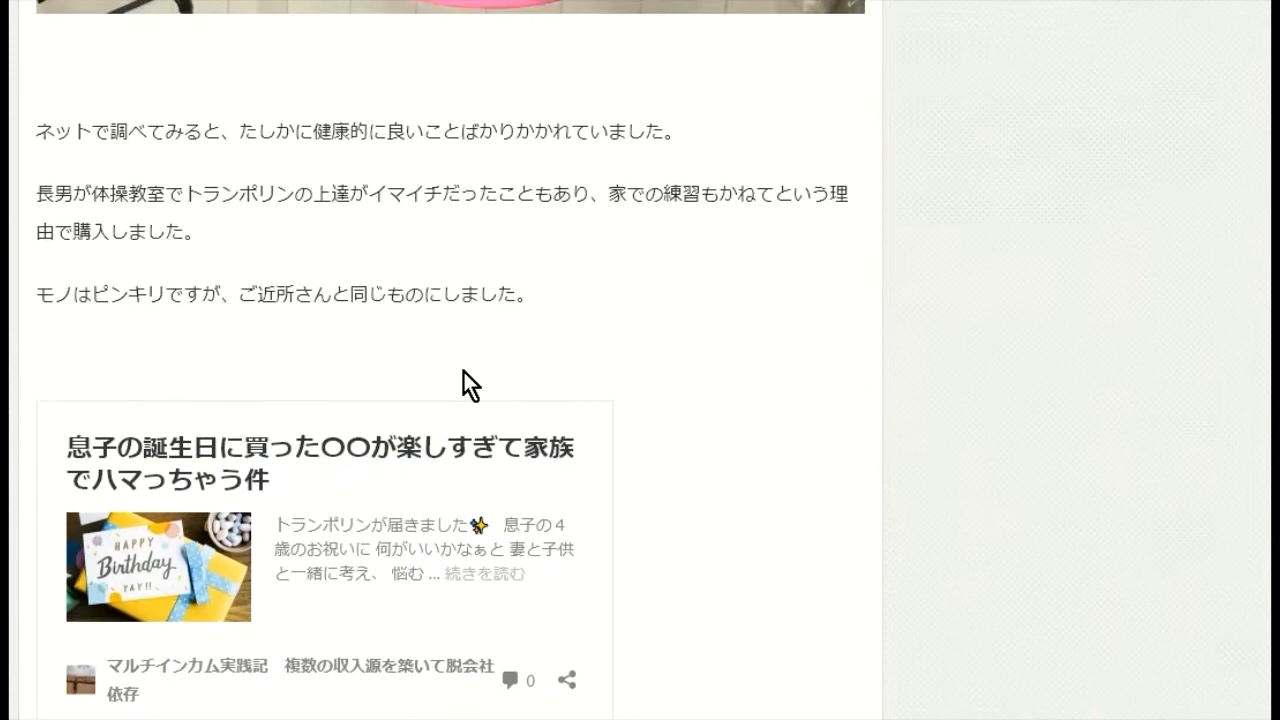 ネットで調べてみると、たしかに健康的に良いことばかりかかれていました。
長男が体操教室でトランポリンの上達がイマイチだったこともあり、家での練習もかねてという理
由で購入しました。
モノはピンキリですが、ご近所さんと同じものにしました。
息子の誕生日に買った〇〇が楽しすぎて家族
でハマっちゃう件
HAPPY
Birthday
YAY!!
トランポリンが届きました✨ 息子の４
歳のお祝いに 何がいいかなぁと 妻と子供
と一緒に考え、 悩む ... 続きを読む
マルチインカム実践記　複数の収入源を築いて脱会社
依存
0